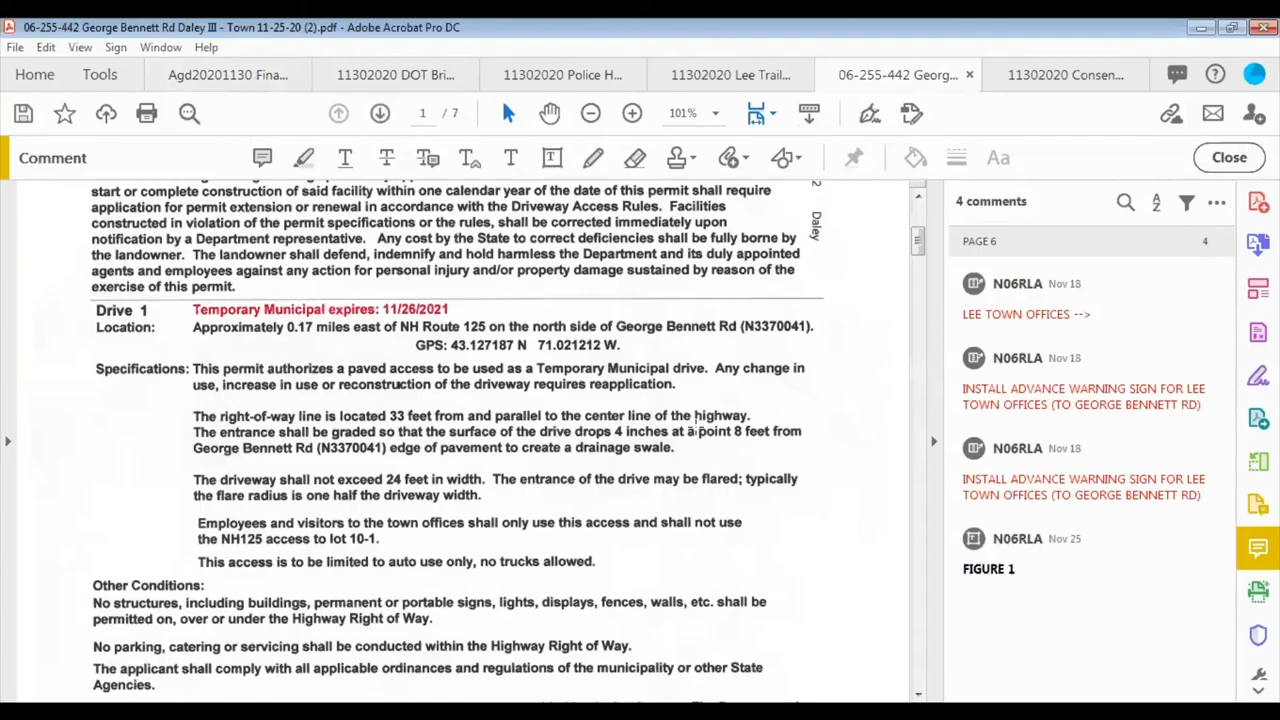 06-255-442 George Bennett Rd Daley III - Town 11-25-20 (2).pdf - Adobe Acrobat Pro DC
File Edit View Sign Window Help
Home Tools Agd20201130 Fina... 11302020 DOT Bri... 11302020 Police H... 11302020 Lee Trail... 06-255-442 Georg... 11302020 Consen...
1 / 7 101%
Comment Close
2 Daley
start or complete construction of said facility within one calendar year of the date of this permit shall require
application for permit extension or renewal in accordance with the Driveway Access Rules. Facilities
constructed in violation of the permit specifications or the rules, shall be corrected immediately upon
notification by a Department representative. Any cost by the State to correct deficiencies shall be fully borne by
the landowner. The landowner shall defend, indemnify and hold harmless the Department and its duly appointed
agents and employees against any action for personal injury and/or property damage sustained by reason of the
exercise of this permit.
Drive 1 Temporary Municipal expires: 11/26/2021
Location: Approximately 0.17 miles east of NH Route 125 on the north side of George Bennett Rd (N3370041).
GPS: 43.127187 N 71.021212 W.
Specifications: This permit authorizes a paved access to be used as a Temporary Municipal drive. Any change in
use, increase in use or reconstruction of the driveway requires reapplication.
The right-of-way line is located 33 feet from and parallel to the center line of the highway.
The entrance shall be graded so that the surface of the drive drops 4 inches at a point 8 feet from
George Bennett Rd (N3370041) edge of pavement to create a drainage swale.
The driveway shall not exceed 24 feet in width. The entrance of the drive may be flared; typically
the flare radius is one half the driveway width.
Employees and visitors to the town offices shall only use this access and shall not use
the NH125 access to lot 10-1.
This access is to be limited to auto use only, no trucks allowed.
Other Conditions:
No structures, including buildings, permanent or portable signs, lights, displays, fences, walls, etc. shall be
permitted on, over or under the Highway Right of Way.
No parking, catering or servicing shall be conducted within the Highway Right of Way.
The applicant shall comply with all applicable ordinances and regulations of the municipality or other State
Agencies.
4 comments
PAGE 6 4
N06RLA Nov 18
LEE TOWN OFFICES -->
N06RLA Nov 18
INSTALL ADVANCE WARNING SIGN FOR LEE
TOWN OFFICES (TO GEORGE BENNETT RD)
N06RLA Nov 18
INSTALL ADVANCE WARNING SIGN FOR LEE
TOWN OFFICES (TO GEORGE BENNETT RD)
N06RLA Nov 25
FIGURE 1